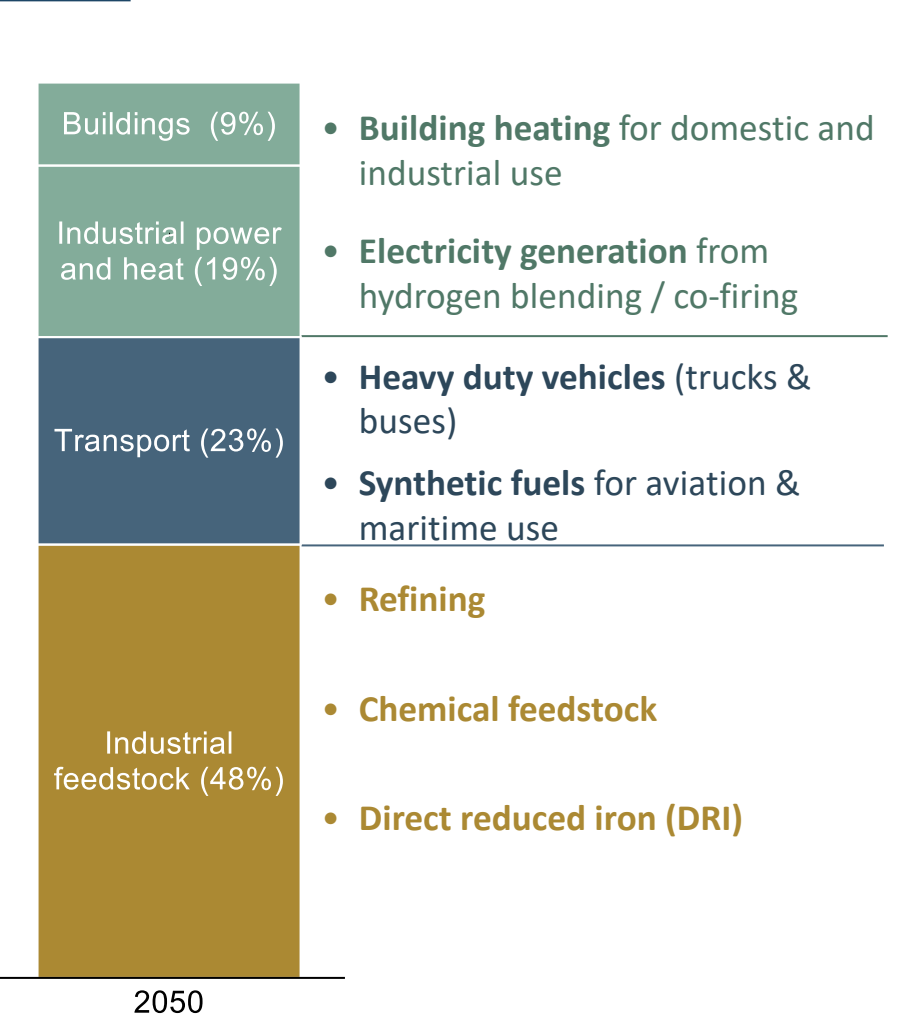 Buildings  (9%)
• Building heating for domestic and
industrial use
Industrial power
and heat (19%)
• Electricity generation from
hydrogen blending / co-firing
Transport (23%)
• Heavy duty vehicles (trucks &
buses)
• Synthetic fuels for aviation &
maritime use
Industrial
feedstock (48%)
• Refining
• Chemical feedstock
• Direct reduced iron (DRI)
2050